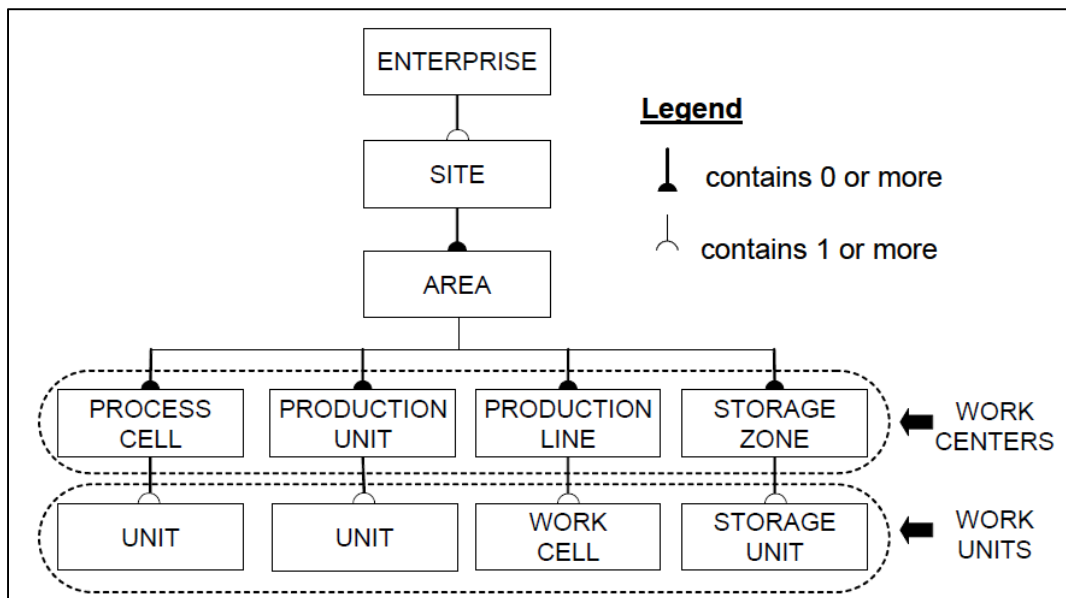 ENTERPRISE
Legend
SITE
contains 0 or more
contains 1 or more
AREA
PROCESS
CELL
PRODUCTION
UNIT
PRODUCTION
LINE
STORAGE
ZONE
WORK
CENTERS
UNIT
UNIT
WORK
CELL
STORAGE
UNIT
WORK
UNITS